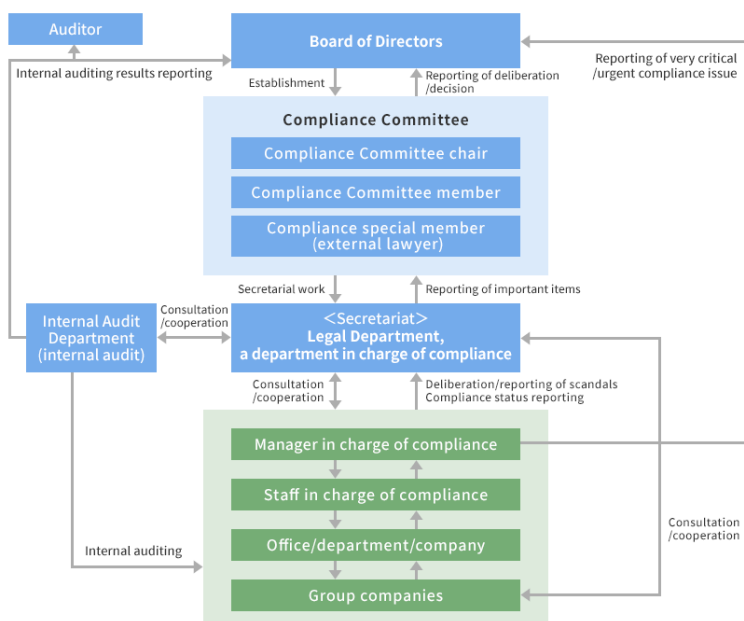 Auditor
Board of Directors
Internal auditing results reporting
Reporting of very critical
/urgent compliance issue
Establishment
Reporting of deliberation
/decision
Compliance Committee
Compliance Committee chair
Compliance Committee member
Compliance special member
(external lawyer)
Secretarial work
Reporting of important items
Internal Audit
Department
(internal audit)
Consultation
/cooperation
<Secretariat>
Legal Department,
a department in charge of compliance
Consultation
/cooperation
Deliberation/reporting of scandals
Compliance status reporting
Manager in charge of compliance
Staff in charge of compliance
Office/department/company
Group companies
Internal auditing
Consultation
/cooperation